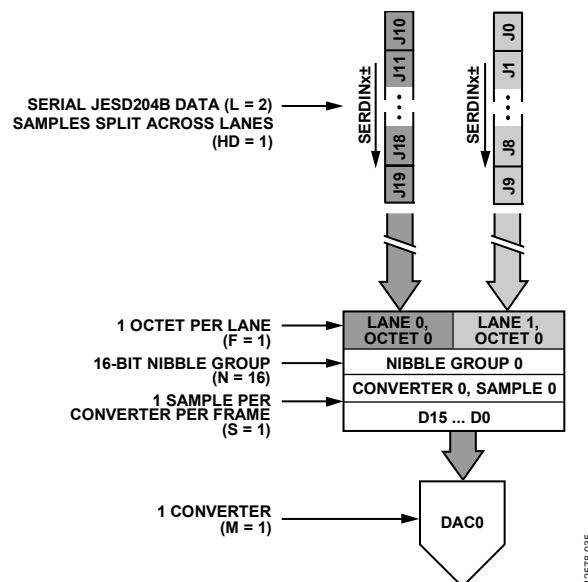 J10
J11
J18
J19
SERDINx±
J0
J1
J8
J9
SERDINx±
SERIAL JESD204B DATA (L = 2)
SAMPLES SPLIT ACROSS LANES
(HD = 1)
1 OCTET PER LANE
(F = 1)
LANE 0,
OCTET 0
LANE 1,
OCTET 0
16-BIT NIBBLE GROUP
(N = 16)
NIBBLE GROUP 0
1 SAMPLE PER
CONVERTER PER FRAME
(S = 1)
CONVERTER 0, SAMPLE 0
D15 ... D0
1 CONVERTER
(M = 1)
DAC0